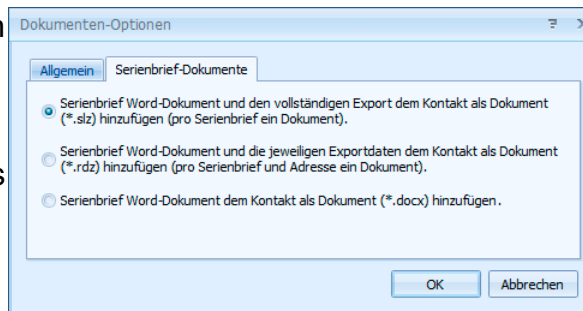 n
Dokumenten-Optionen
Allgemein Serienbrief-Dokumente
Serienbrief Word-Dokument und den vollständigen Export dem Kontakt als Dokument
(*.slz) hinzufügen (pro Serienbrief ein Dokument).
Serienbrief Word-Dokument und die jeweiligen Exportdaten dem Kontakt als Dokument
(*.rdz) hinzufügen (pro Serienbrief und Adresse ein Dokument).
s
Serienbrief Word-Dokument dem Kontakt als Dokument (*.docx) hinzufügen.
OK Abbrechen